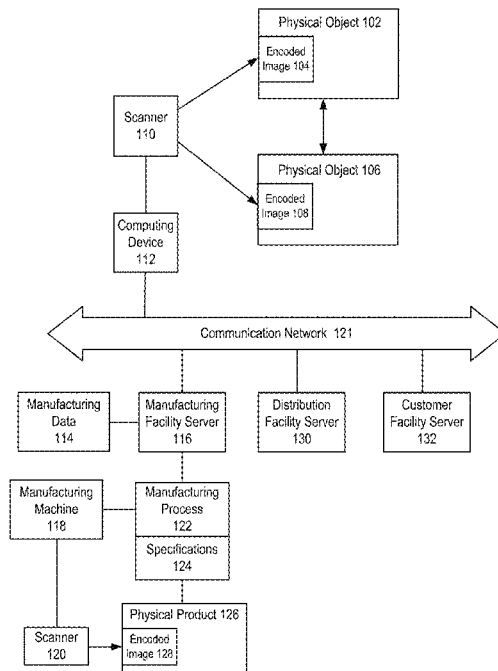 Physical Object 102
Encoded
Image 104
Scanner
110
Physical Object 106
Encoded
Image 108
Computing
Device
112
Communication Network 121
Manufacturing
Data
114
Manufacturing
Facility Server
116
Distribution
Facility Server
130
Customer
Facility Server
132
Manufacturing
Machine
118
Manufacturing
Process
122
Specifications
124
Physical Product 126
Scanner
120
Encoded
Image 128